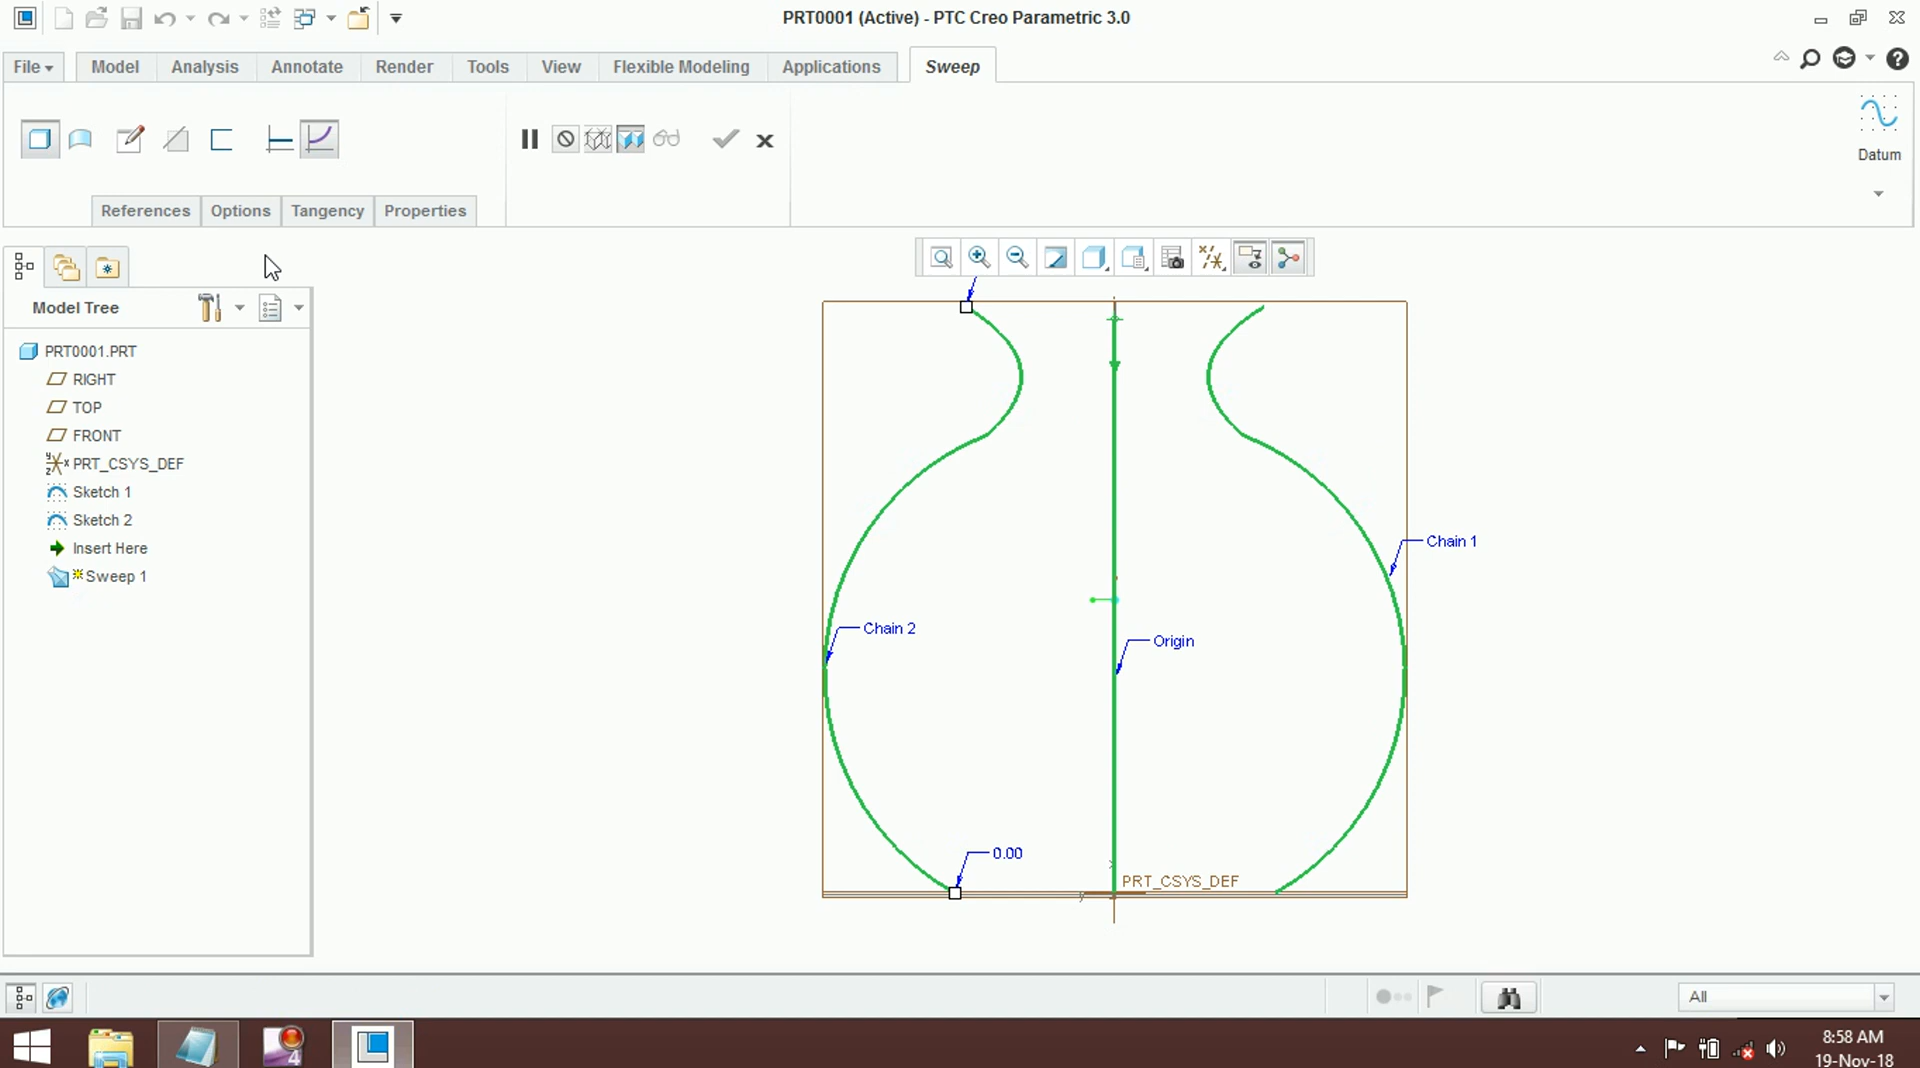 PRT0001 (Active) - PTC Creo Parametric 3.0
File Model Analysis Annotate Render Tools View Flexible Modeling Applications Sweep
Datum
References Options Tangency Properties
Model Tree
PRT0001.PRT
RIGHT
TOP
FRONT
PRT_CSYS_DEF
Sketch 1
Sketch 2
Insert Here
Sweep 1
Chain 1
Chain 2
Origin
0.00
PRT_CSYS_DEF
y
All
4
8:58 AM
19-Nov-18